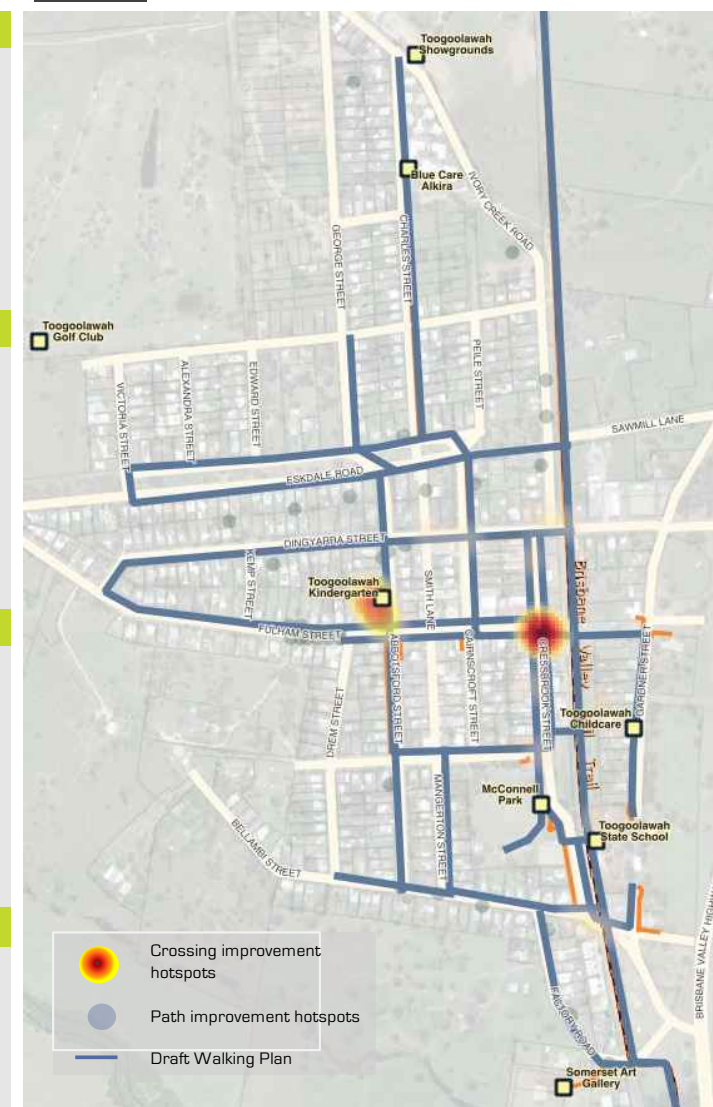 Toogoolawah
Showgrounds
Blue Care
Alkira
IVORY CREEK ROAD
GEORGE STREET
CHARLES STREET
Toogoolawah
Golf Club
PEILE STREET
VICTORIA STREET
ALEXANDRA STREET
EDWARD STREET
SAWMILL LANE
ESKDALE ROAD
DINGYARRA STREET
KEMP STREET
Toogoolawah
Kindergarten
SMITH LANE
Brisbane Valley
Trail
FULHAM STREET
ABBOTSFORD STREET
CAIRNSCROFT STREET
CRESSBROOK STREET
GARDNER STREET
DREM STREET
Toogoolawah
Childcare
MANGERTON STREET
McConnell
Park
Toogoolawah
State School
BELLAMBI STREET
BRISBANE VALLEY
FACTORY ROAD
Somerset Art
Gallery
Crossing improvement
hotspots
Path improvement hotspots
Draft Walking Plan